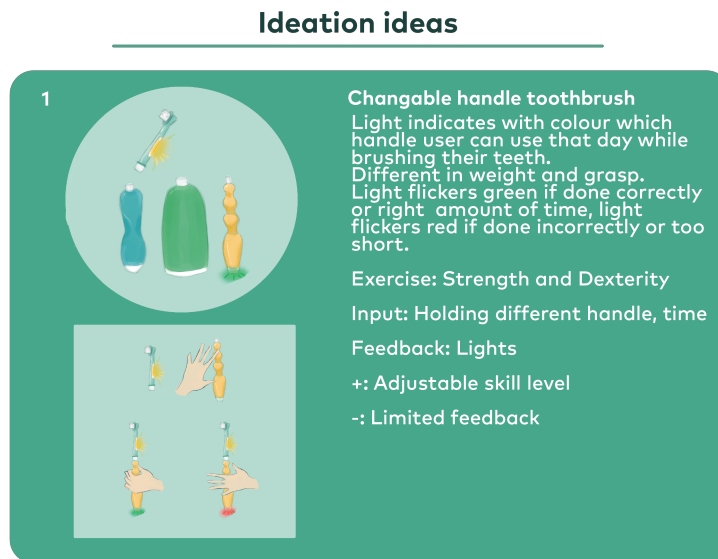 Ideation ideas
1
Changable handle toothbrush
Light indicates with colour which
handle user can use that day while
brushing their teeth.
Different in weight and grasp.
Light flickers green if done correctly
or right amount of time, light
flickers red if done incorrectly or too
short.
Exercise: Strength and Dexterity
Input: Holding different handle, time
Feedback: Lights
+: Adjustable skill level
-: Limited feedback